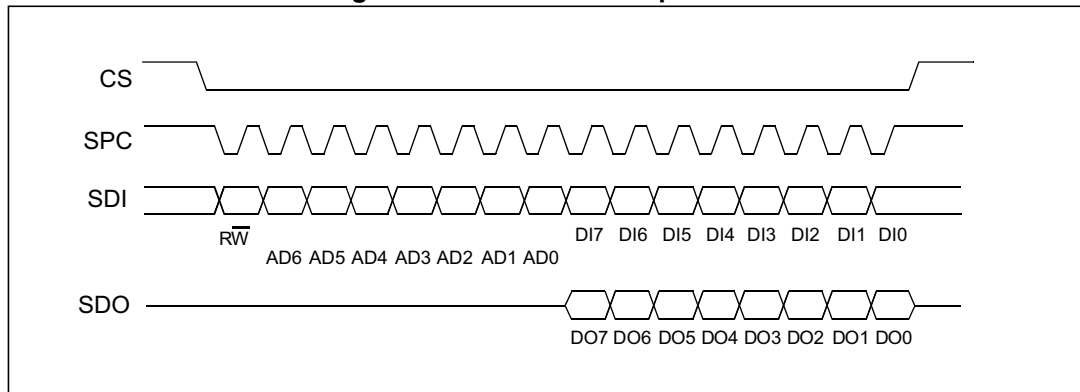 CS
SPC
SDI
RW
DI7 DI6 DI5 DI4 DI3 DI2 DI1 DI0
AD6 AD5 AD4 AD3 AD2 AD1 AD0
SDO
DO7 DO6 DO5 DO4 DO3 DO2 DO1 DO0